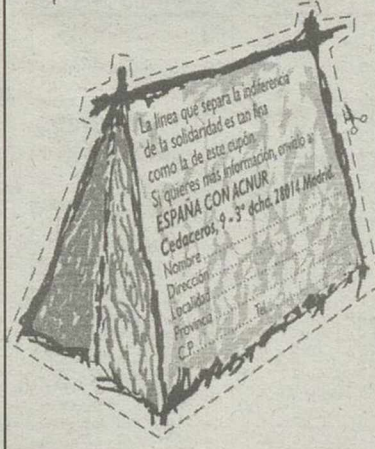 La línea que separa la indiferencia
de la solidaridad es tan fina
como la de este cupón.
Si quieres más información, envíalo a:
ESPAÑA CON ACNUR
Cedaceros, 9 - 3º dcha. 28014 Madrid
Nombre
Dirección
Localidad
Provincia Tel.
C.P.